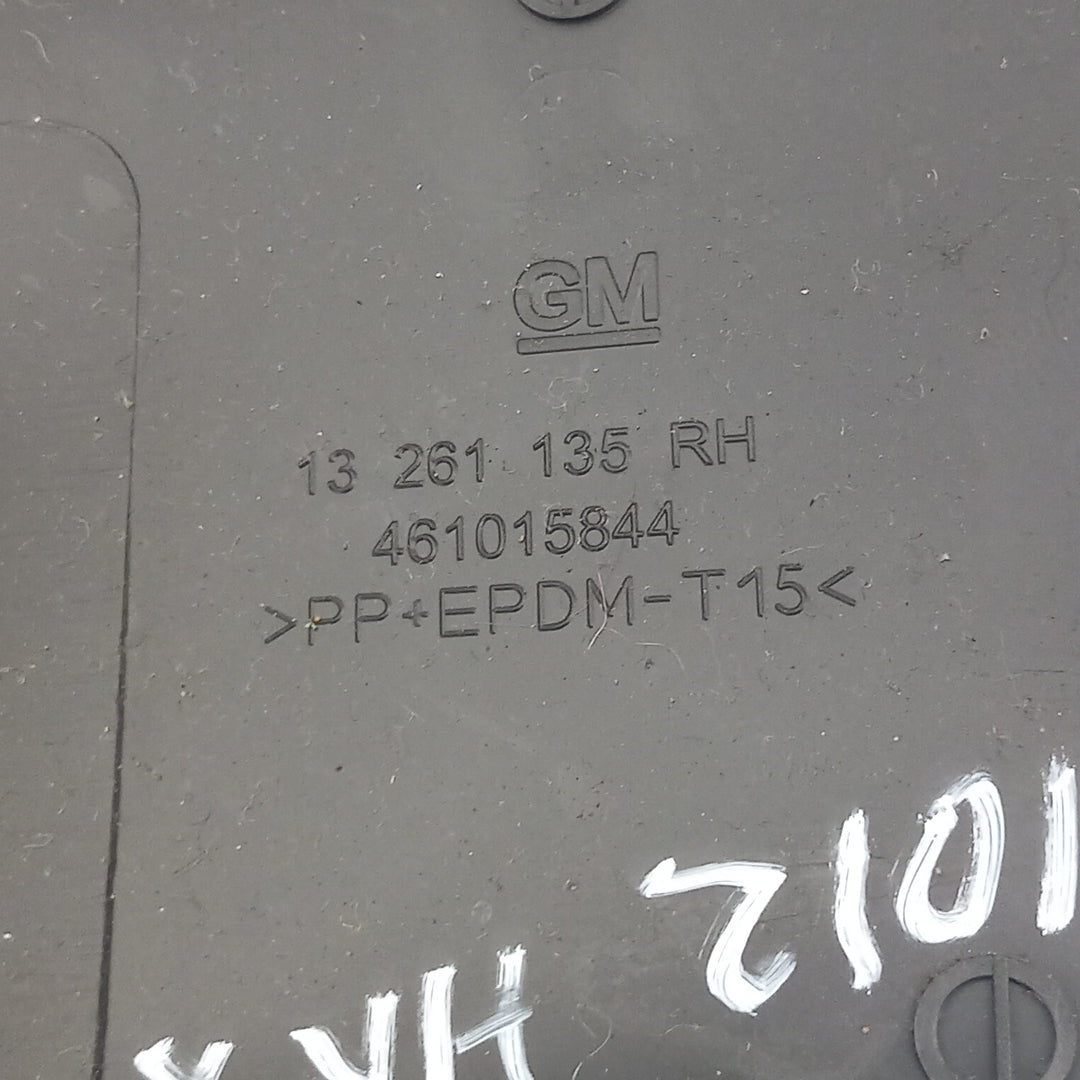 GM
13 261 135 RH
461015844
>PP+EPDM-T15<
2101